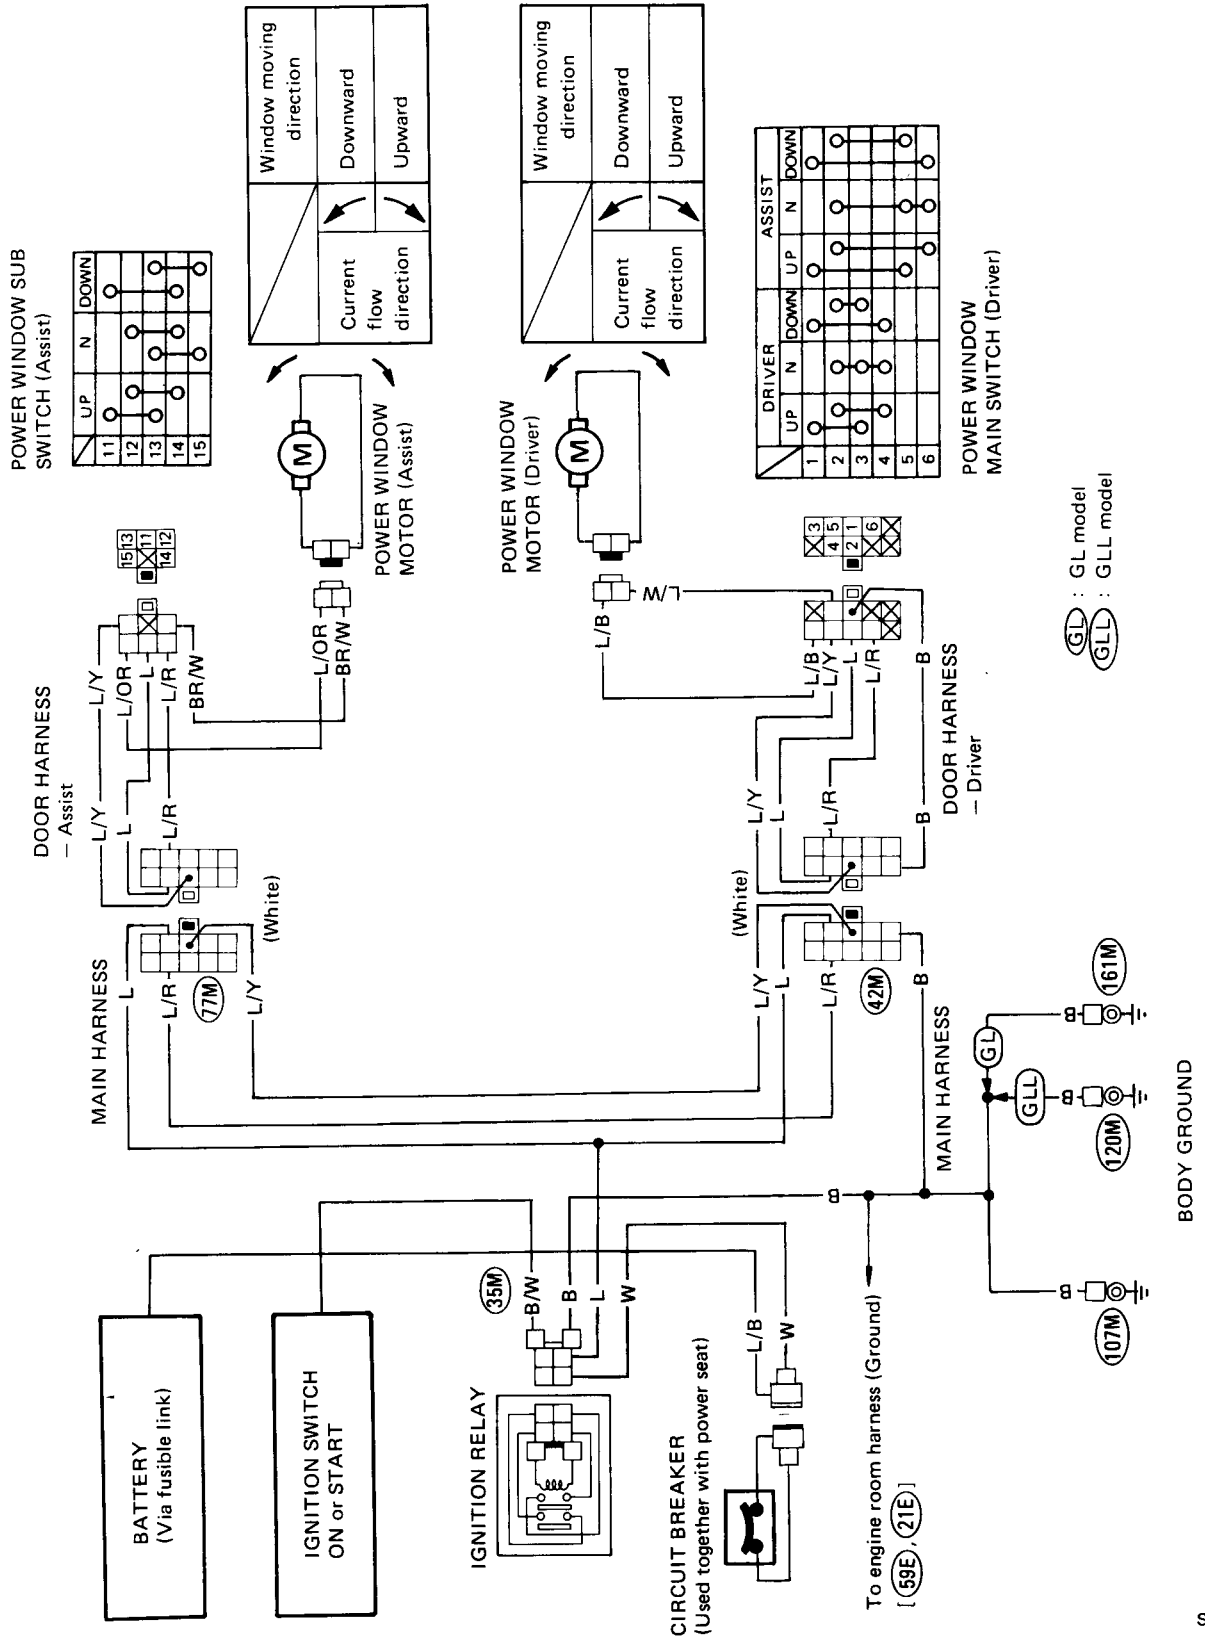 BATTERY
(Via fusible link)
IGNITION SWITCH
ON or START
IGNITION RELAY
35M
B/W
B
L
W
CIRCUIT BREAKER
(Used together with power seat)
L/B
W
To engine room harness (Ground)
[ 59E , 21E ]
B
MAIN HARNESS
L
L/R
77M
L/Y
(White)
DOOR HARNESS
– Assist
L/Y
L
L/R
L/Y
L/OR
L
L/R
BR/W
L/OR
BR/W
15 13
11
14 12
POWER WINDOW SUB
SWITCH (Assist)
UP N DOWN
11
12
13
14
15
POWER WINDOW
MOTOR (Assist)
M
Window moving
direction
Current
flow
direction
Downward
Upward
POWER WINDOW
MOTOR (Driver)
M
Window moving
direction
Current
flow
direction
Downward
Upward
L/B
L/W
L/B
L/Y
L
L/R
B
3
4 5
2 1
6
(White)
L/Y
L
L/R
B
L/Y
L
L/R
B
42M
MAIN HARNESS
DOOR HARNESS
– Driver
DRIVER ASSIST
UP N DOWN UP N DOWN
1
2
3
4
5
6
POWER WINDOW
MAIN SWITCH (Driver)
GL : GL model
GLL : GLL model
GL
GLL
B
B
B
107M
120M
161M
BODY GROUND
S